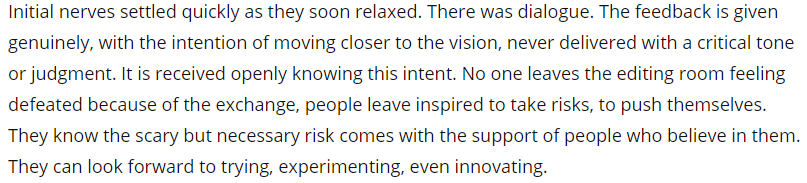 Initial nerves settled quickly as they soon relaxed. There was dialogue. The feedback is given
genuinely, with the intention of moving closer to the vision, never delivered with a critical tone
or judgment. It is received openly knowing this intent. No one leaves the editing room feeling
defeated because of the exchange, people leave inspired to take risks, to push themselves.
They know the scary but necessary risk comes with the support of people who believe in them.
They can look forward to trying, experimenting, even innovating.